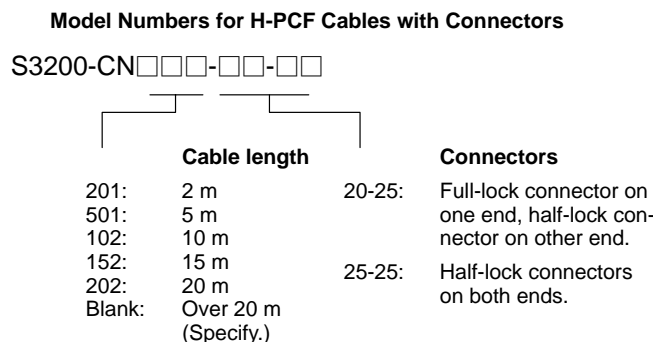 Model Numbers for H-PCF Cables with Connectors
S3200-CN□□□-□□-□□
Cable length
201: 2 m
501: 5 m
102: 10 m
152: 15 m
202: 20 m
Blank: Over 20 m
(Specify.)
Connectors
20-25: Full-lock connector on
one end, half-lock con-
nector on other end.
25-25: Half-lock connectors
on both ends.